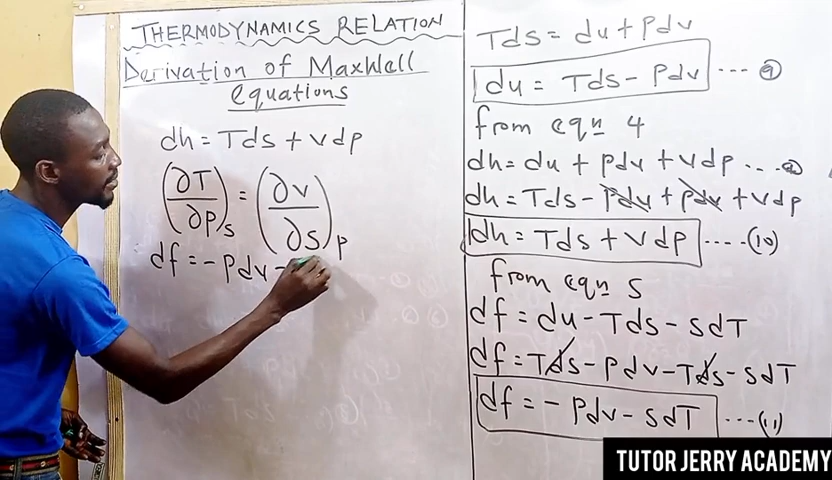 THERMODYNAMICS RELATION
Derivation of Maxwell
equations
dh = Tds + vdp
(∂T/∂P)s = (∂v/∂s)p
df = - Pdv -
Tds = du + Pdv
du = Tds - Pdv --- ⑨
from eqn 4
dh = du + pdv + vdp
dh = Tds - pdv + pdv + vdp
dh = Tds + vdp ---- (10)
from eqn 5
df = du - Tds - sdT
df = Tds - Pdv - Tds - sdT
df = - Pdv - sdT --- (11)
TUTOR JERRY ACADEMY